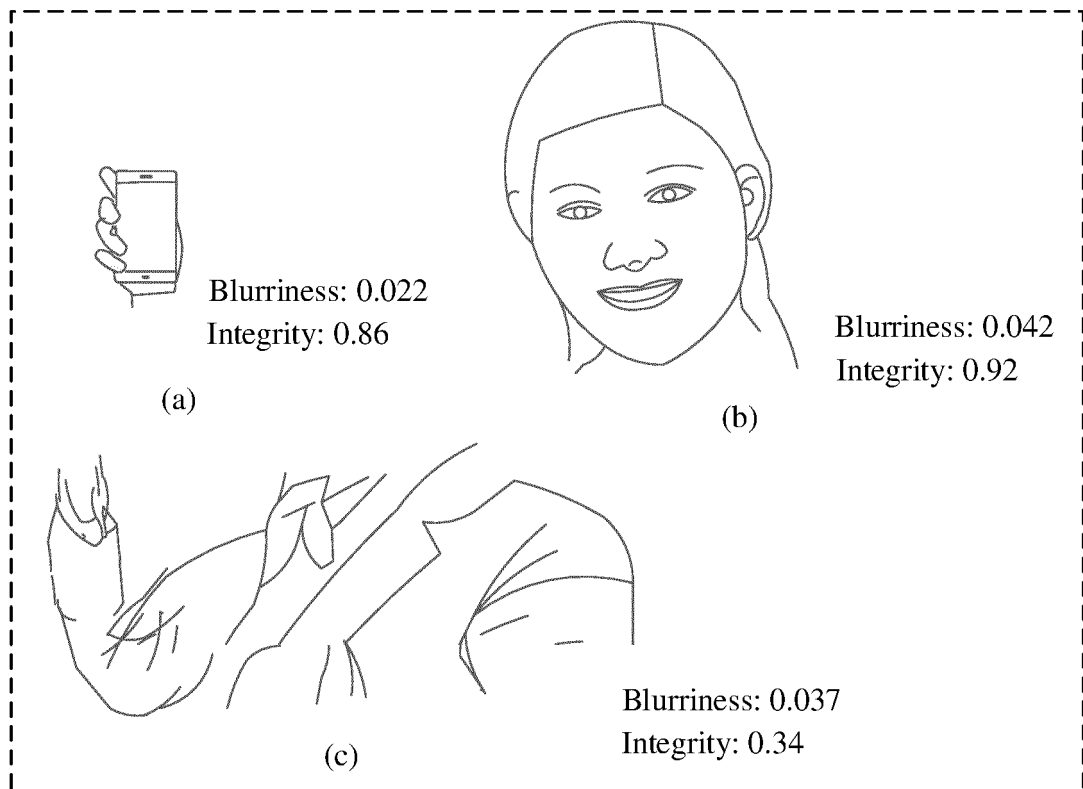 Blurriness: 0.022
Integrity: 0.86
(a)
Blurriness: 0.042
Integrity: 0.92
(b)
Blurriness: 0.037
Integrity: 0.34
(c)